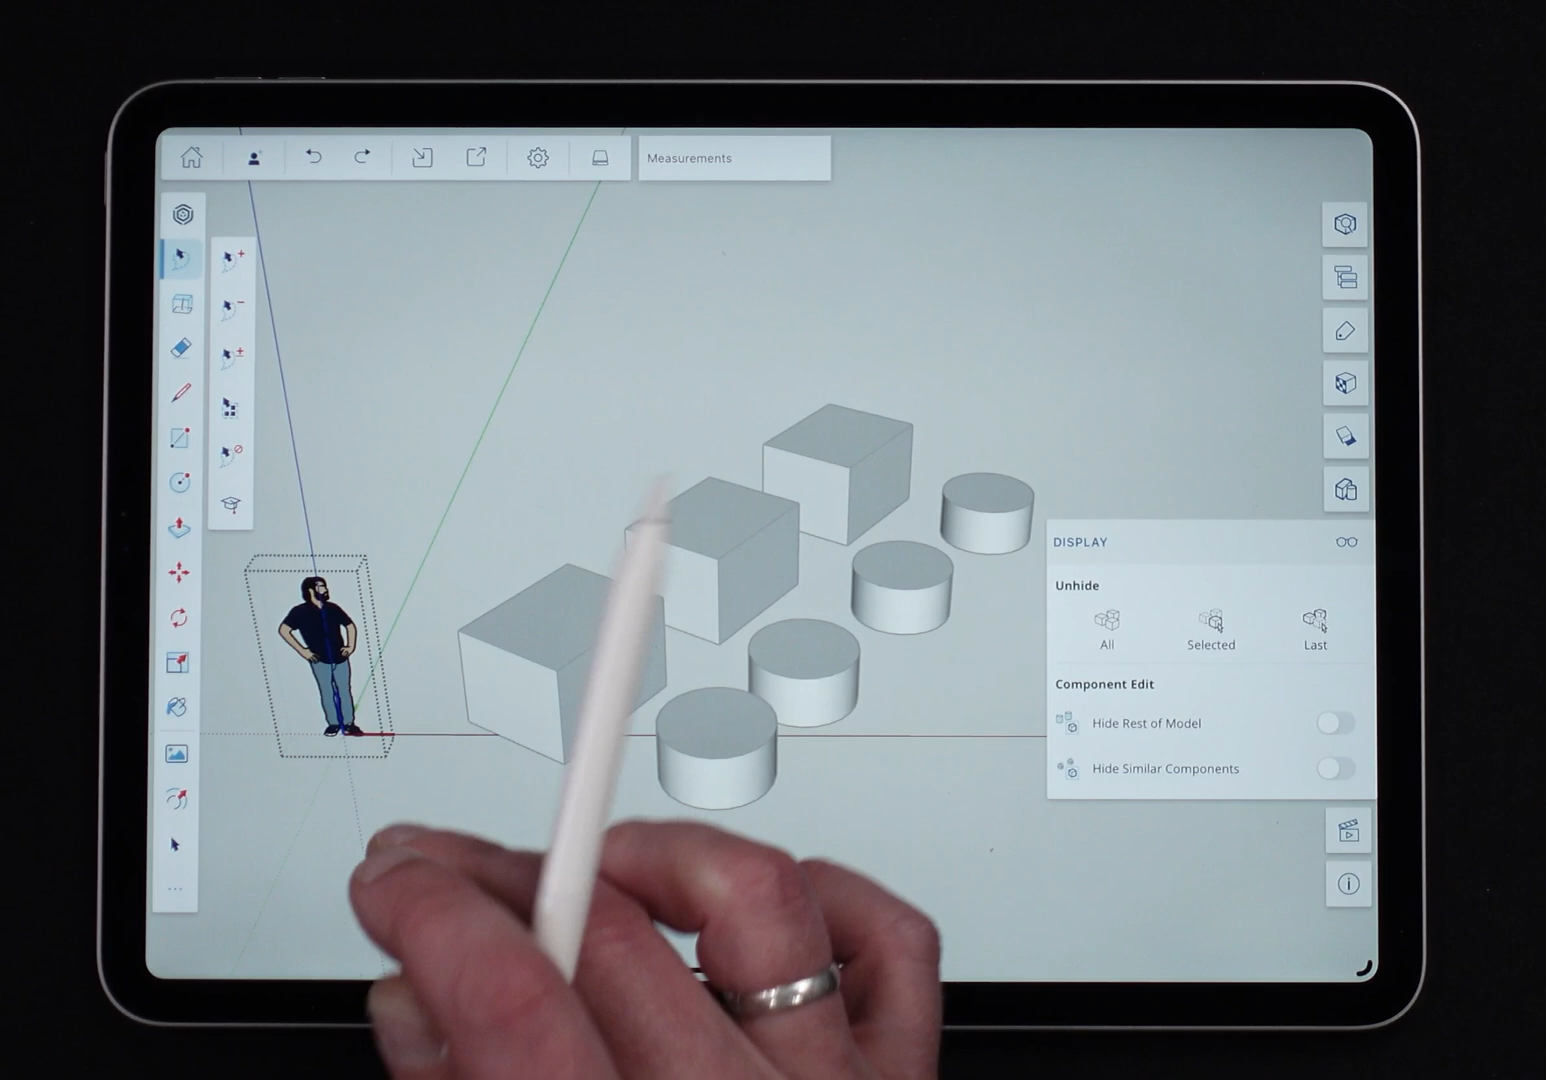 Measurements
DISPLAY
Unhide
All
Selected
Last
Component Edit
Hide Rest of Model
Hide Similar Components